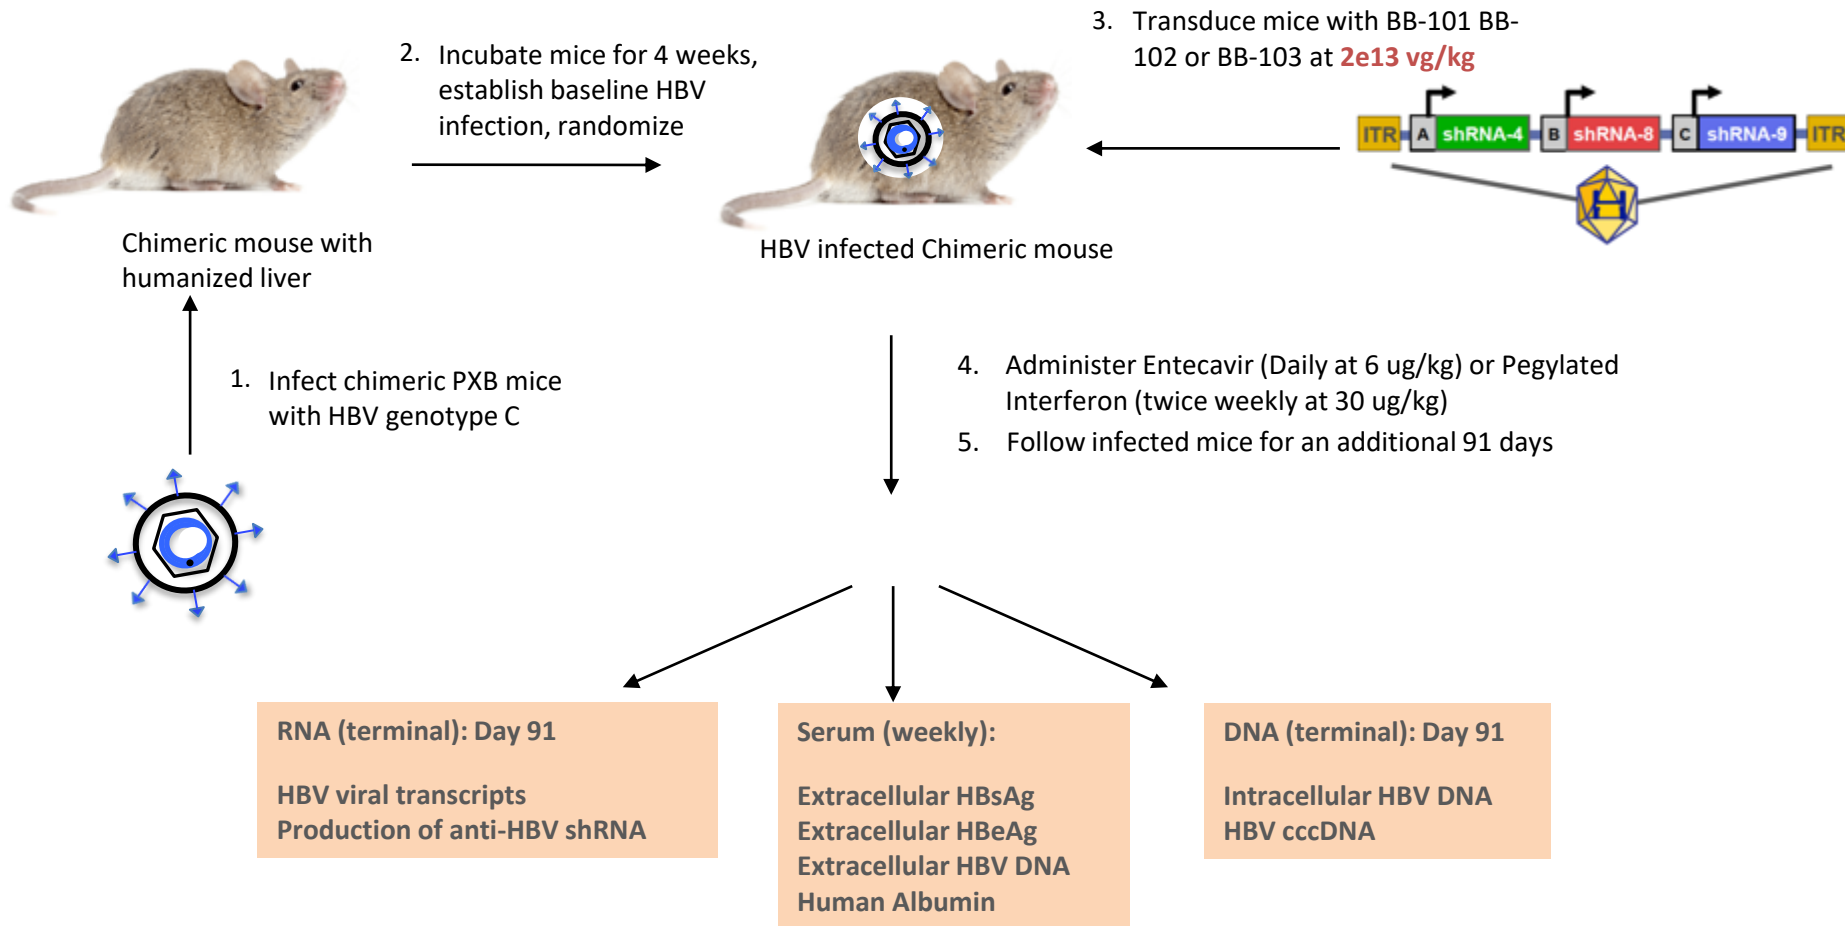 1. Infect chimeric PXB mice
with HBV genotype C
Chimeric mouse with
humanized liver
2. Incubate mice for 4 weeks,
establish baseline HBV
infection, randomize
HBV infected Chimeric mouse
3. Transduce mice with BB-101 BB-
102 or BB-103 at 2e13 vg/kg
ITR A shRNA-4 B shRNA-8 C shRNA-9 ITR
H
4. Administer Entecavir (Daily at 6 ug/kg) or Pegylated
Interferon (twice weekly at 30 ug/kg)
5. Follow infected mice for an additional 91 days
RNA (terminal): Day 91
HBV viral transcripts
Production of anti-HBV shRNA
Serum (weekly):
Extracellular HBsAg
Extracellular HBeAg
Extracellular HBV DNA
Human Albumin
DNA (terminal): Day 91
Intracellular HBV DNA
HBV cccDNA